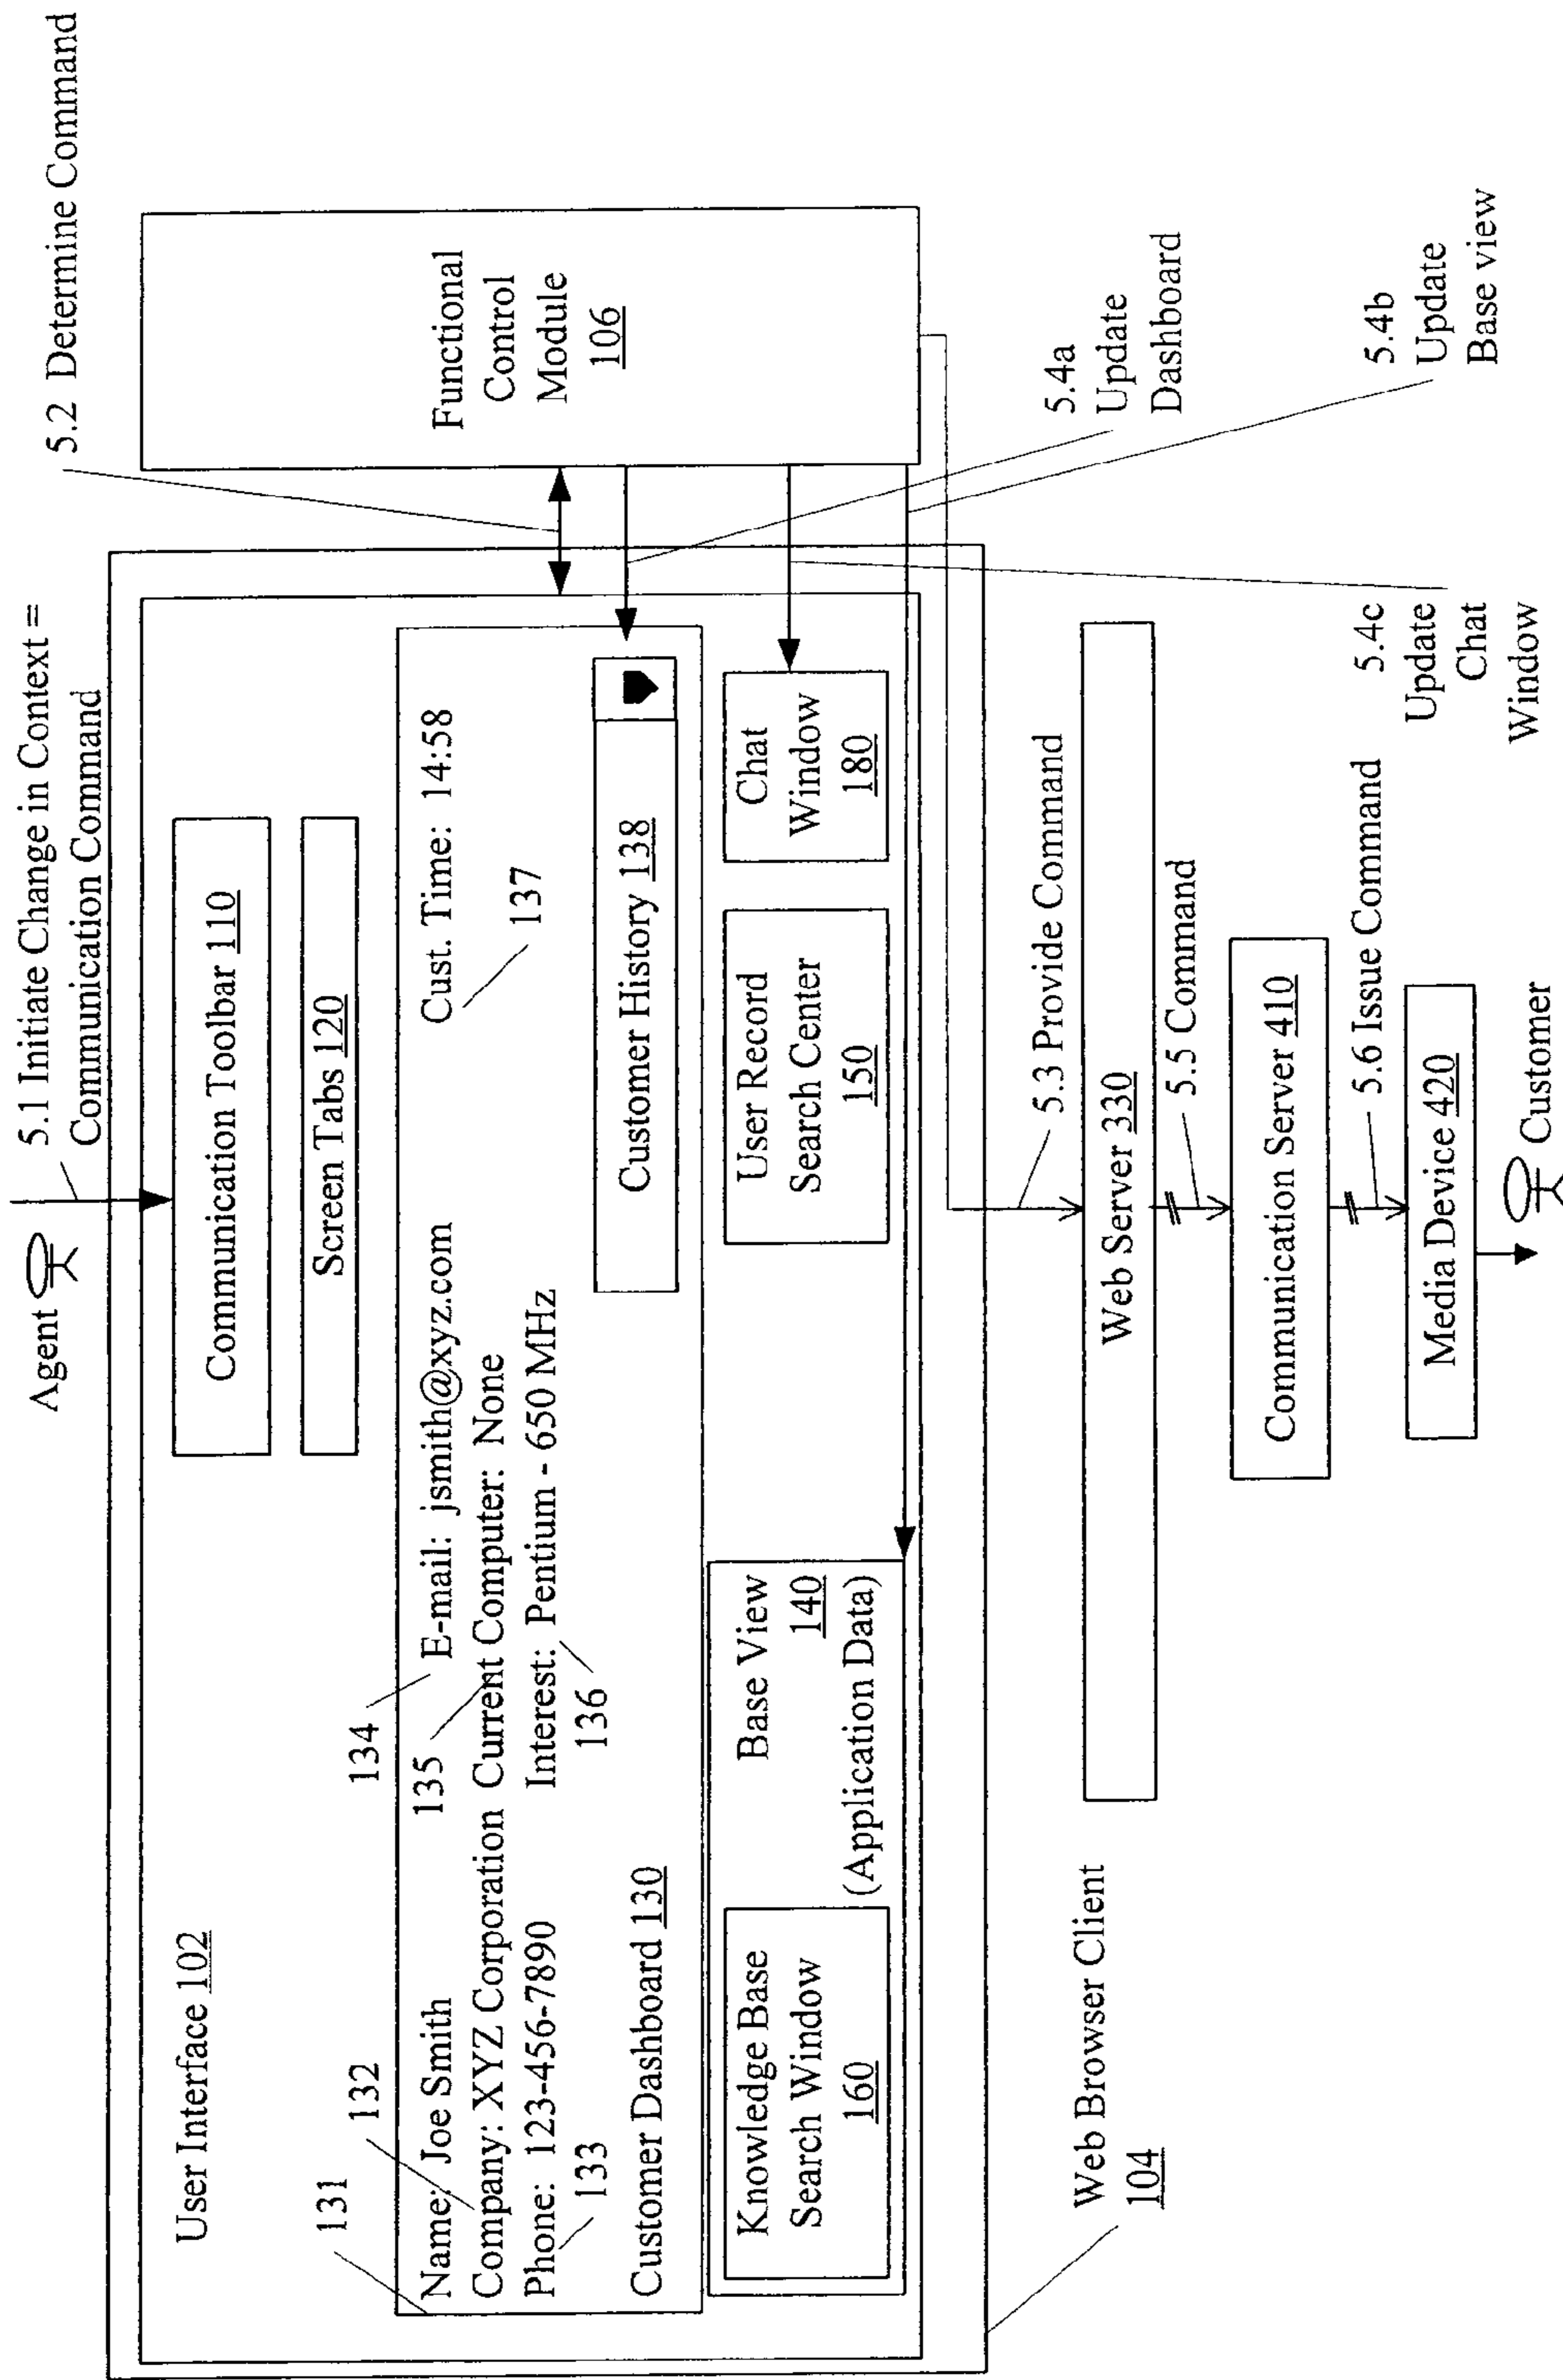 Agent
5.1 Initiate Change in Context =
Communication Command
5.2 Determine Command
User Interface 102
Communication Toolbar 110
Screen Tabs 120
131
132
134
135
Name: Joe Smith
E-mail: jsmith@xyz.com
Cust. Time: 14:58
Company: XYZ Corporation
Current Computer: None
137
Phone: 123-456-7890
Interest: Pentium - 650 MHz
133
136
Customer Dashboard 130
Customer History 138
Functional
Control
Module
106
Knowledge Base
Search Window
160
Base View
140
(Application Data)
User Record
Search Center
150
Chat
Window
180
Web Browser Client
104
5.3 Provide Command
5.4a
Update
Dashboard
5.4b
Update
Base view
5.4c
Update
Chat
Window
Web Server 330
5.5 Command
Communication Server 410
5.6 Issue Command
Media Device 420
Customer